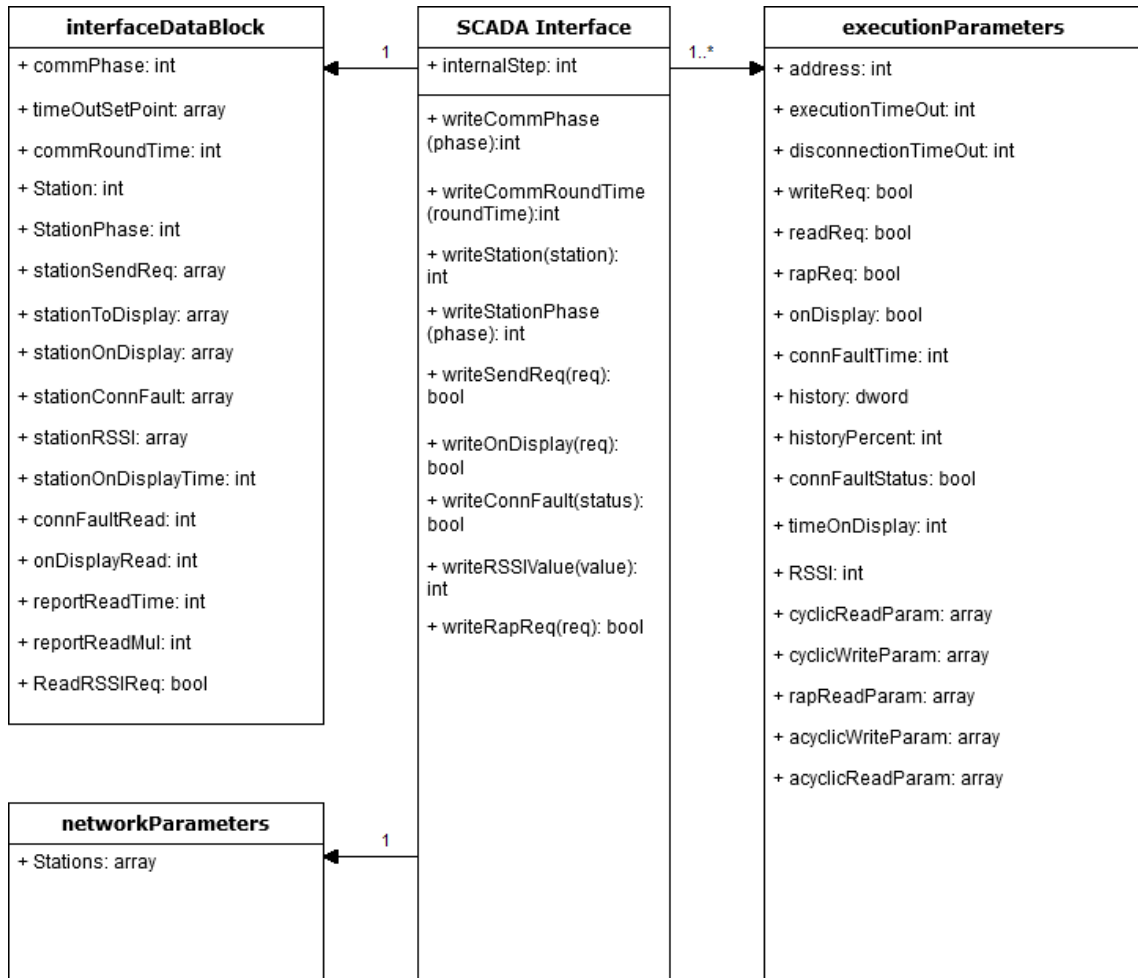 interfaceDataBlock
+ commPhase: int
+ timeOutSetPoint: array
+ commRoundTime: int
+ Station: int
+ StationPhase: int
+ stationSendReq: array
+ stationToDisplay: array
+ stationOnDisplay: array
+ stationConnFault: array
+ stationRSSI: array
+ stationOnDisplayTime: int
+ connFaultRead: int
+ onDisplayRead: int
+ reportReadTime: int
+ reportReadMul: int
+ ReadRSSIReq: bool
1
SCADA Interface
+ internalStep: int
+ writeCommPhase
(phase):int
+ writeCommRoundTime
(roundTime):int
+ writeStation(station):
int
+ writeStationPhase
(phase): int
+ writeSendReq(req):
bool
+ writeOnDisplay(req):
bool
+ writeConnFault(status):
bool
+ writeRSSIValue(value):
int
+ writeRapReq(req): bool
1..*
executionParameters
+ address: int
+ executionTimeOut: int
+ disconnectionTimeOut: int
+ writeReq: bool
+ readReq: bool
+ rapReq: bool
+ onDisplay: bool
+ connFaultTime: int
+ history: dword
+ historyPercent: int
+ connFaultStatus: bool
+ timeOnDisplay: int
+ RSSI: int
+ cyclicReadParam: array
+ cyclicWriteParam: array
+ rapReadParam: array
+ acyclicWriteParam: array
+ acyclicReadParam: array
networkParameters
+ Stations: array
1